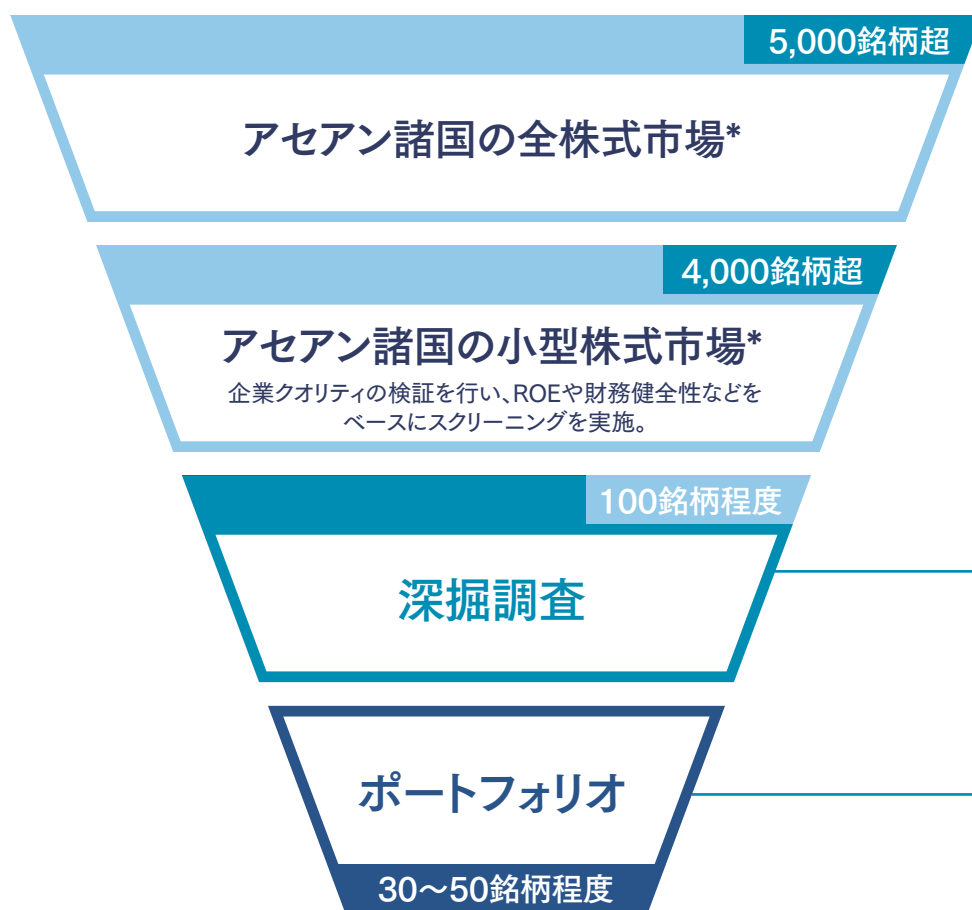 5,000銘柄超
アセアン諸国の全株式市場*
4,000銘柄超
アセアン諸国の小型株式市場*
企業クオリティの検証を行い、ROEや財務健全性などを
ベースにスクリーニングを実施。
100銘柄程度
深掘調査
ポートフォリオ
30〜50銘柄程度